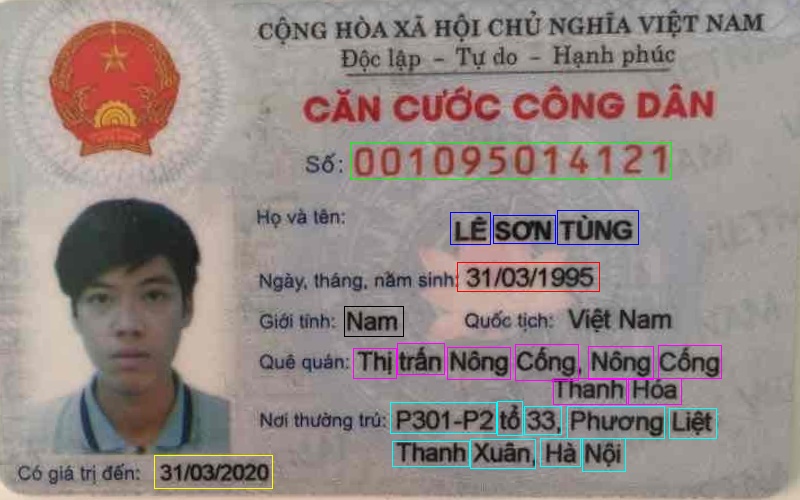 CỘNG HÒA XÃ HỘI CHỦ NGHĨA VIỆT NAM
Độc lập - Tự do - Hạnh phúc
CĂN CƯỚC CÔNG DÂN
Số: 001095014121
Họ và tên: LÊ SƠN TÙNG
Ngày, tháng, năm sinh: 31/03/1995
Giới tính: Nam Quốc tịch: Việt Nam
Quê quán: Thị trấn Nông Cống, Nông Cống
Thanh Hóa
Nơi thường trú: P301-P2 tổ 33, Phương Liệt
Thanh Xuân, Hà Nội
Có giá trị đến: 31/03/2020